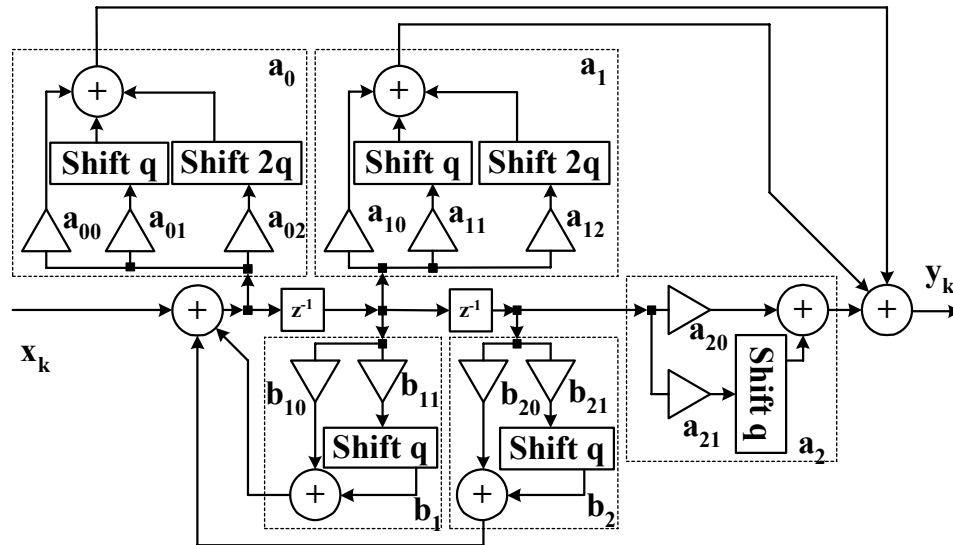 a0
a1
+
+
Shift q
Shift 2q
Shift q
Shift 2q
a00
a01
a02
a10
a11
a12
xk
+
z-1
z-1
a20
+
+
yk
a21
Shift q
a2
b10
b11
b20
b21
Shift q
Shift q
+
b1
+
b2